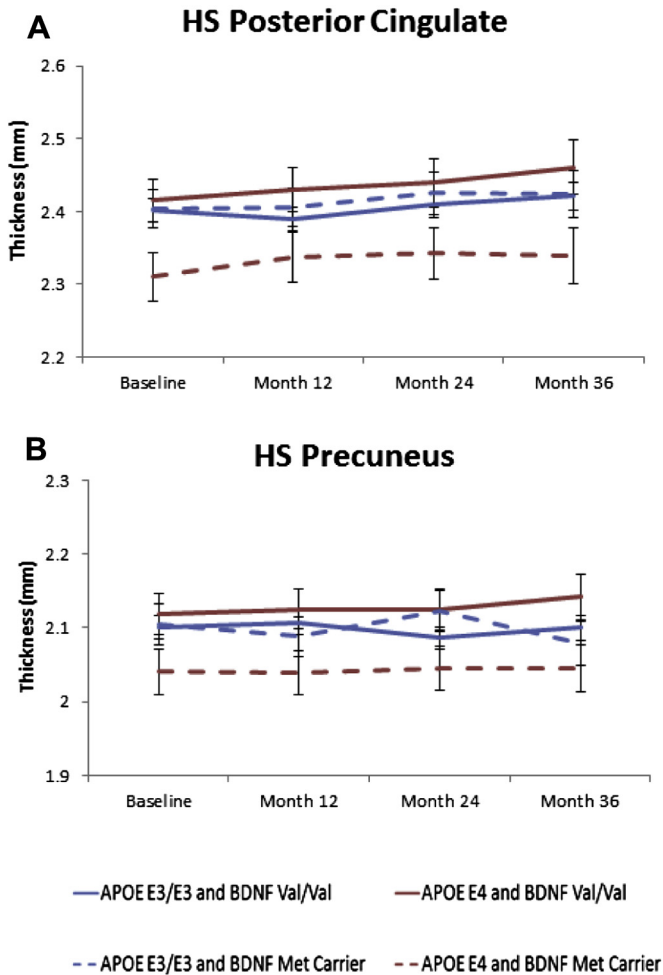 A
HS Posterior Cingulate
Thickness (mm)
2.6
2.5
2.4
2.3
2.2
Baseline Month 12 Month 24 Month 36
B
HS Precuneus
Thickness (mm)
2.3
2.2
2.1
2
1.9
Baseline Month 12 Month 24 Month 36
APOE E3/E3 and BDNF Val/Val
APOE E4 and BDNF Val/Val
APOE E3/E3 and BDNF Met Carrier
APOE E4 and BDNF Met Carrier